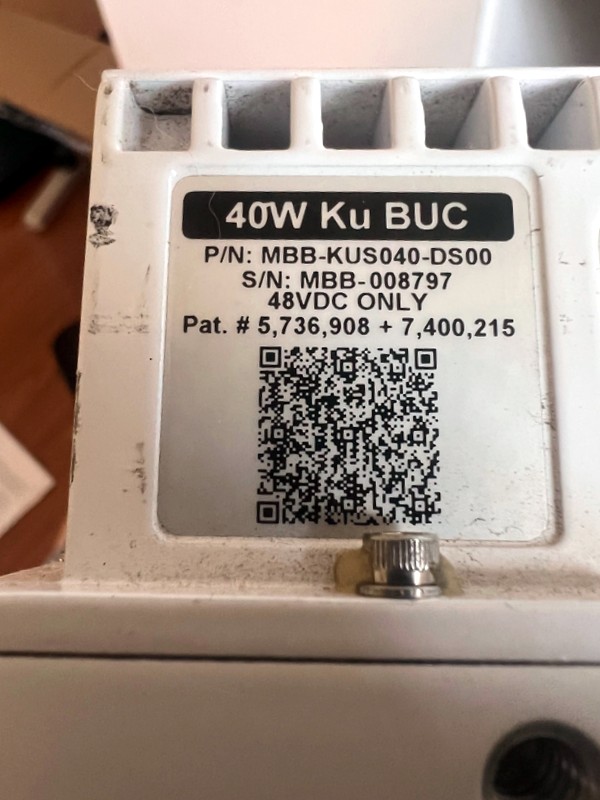 40W Ku BUC
P/N: MBB-KUS040-DS00
S/N: MBB-008797
48VDC ONLY
Pat. # 5,736,908 + 7,400,215